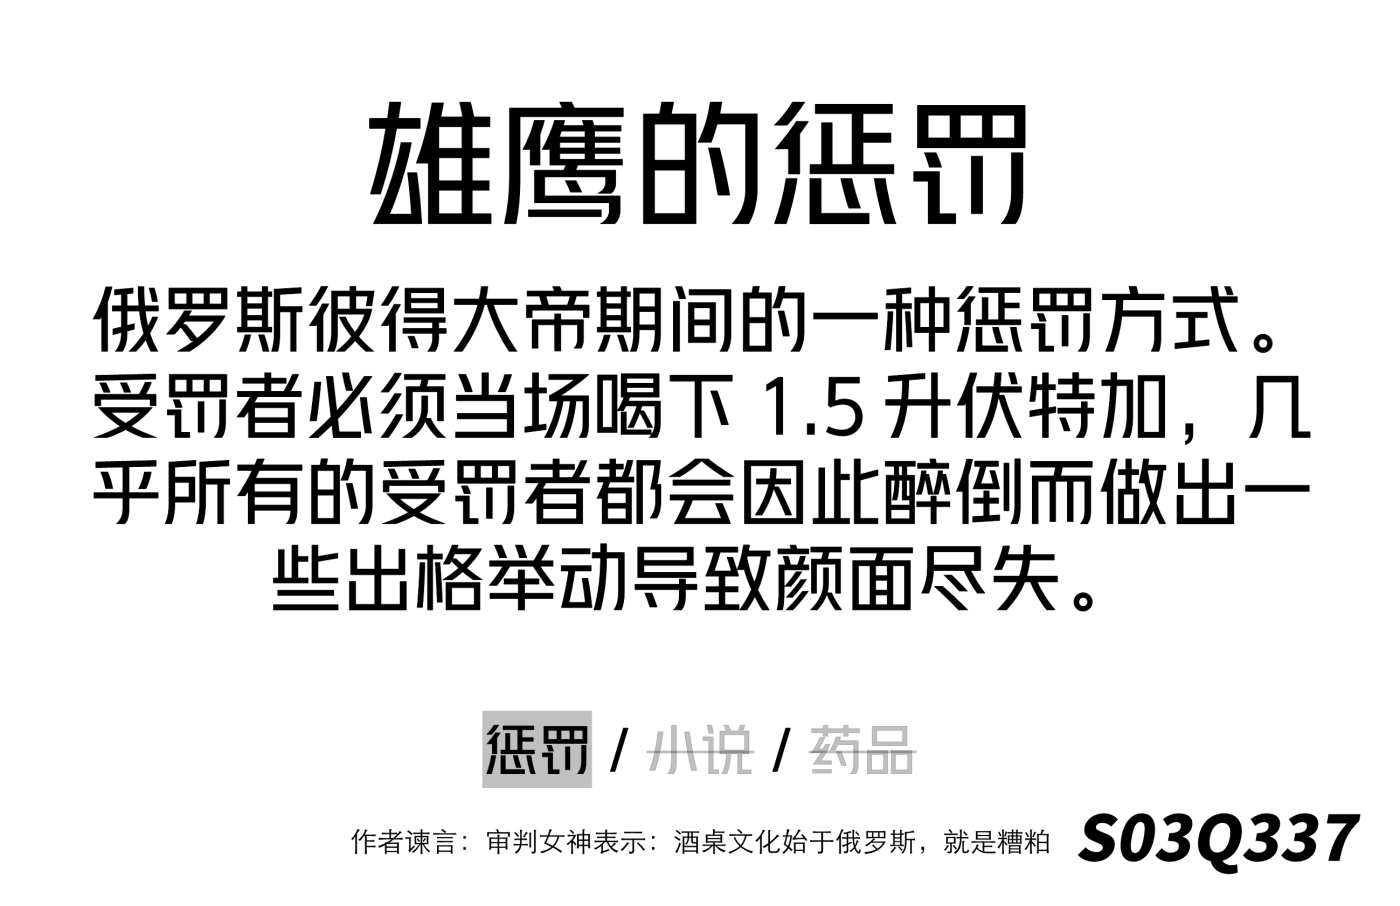 雄鹰的惩罚
俄罗斯彼得大帝期间的一种惩罚方式。
受罚者必须当场喝下 1.5 升伏特加，几
乎所有的受罚者都会因此醉倒而做出一
些出格举动导致颜面尽失。
惩罚 / 小说 / 药品
作者谏言：审判女神表示：酒桌文化始于俄罗斯，就是糟粕
S03Q337